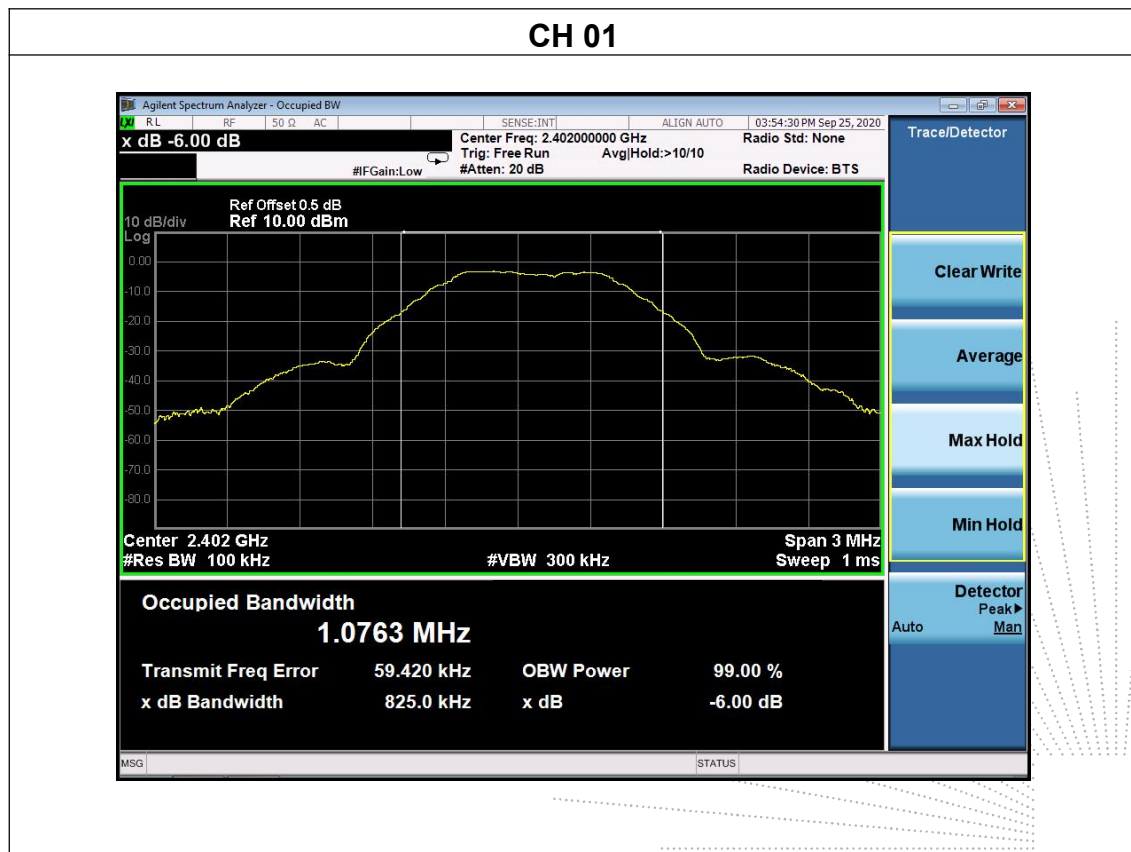 CH 01
Agilent Spectrum Analyzer - Occupied BW
LXI RL RF 50 Ω AC SENSE:INT ALIGN AUTO 03:54:30 PM Sep 25, 2020
x dB -6.00 dB
Center Freq: 2.402000000 GHz Radio Std: None
Trig: Free Run Avg|Hold:>10/10
#IFGain:Low #Atten: 20 dB Radio Device: BTS
Trace/Detector
Ref Offset 0.5 dB
10 dB/div Ref 10.00 dBm
Log
0.00
-10.0
-20.0
-30.0
-40.0
-50.0
-60.0
-70.0
-80.0
Center 2.402 GHz Span 3 MHz
#Res BW 100 kHz #VBW 300 kHz Sweep 1 ms
Clear Write
Average
Max Hold
Min Hold
Detector
Peak▶
Auto Man
Occupied Bandwidth
1.0763 MHz
Transmit Freq Error 59.420 kHz OBW Power 99.00 %
x dB Bandwidth 825.0 kHz x dB -6.00 dB
MSG STATUS